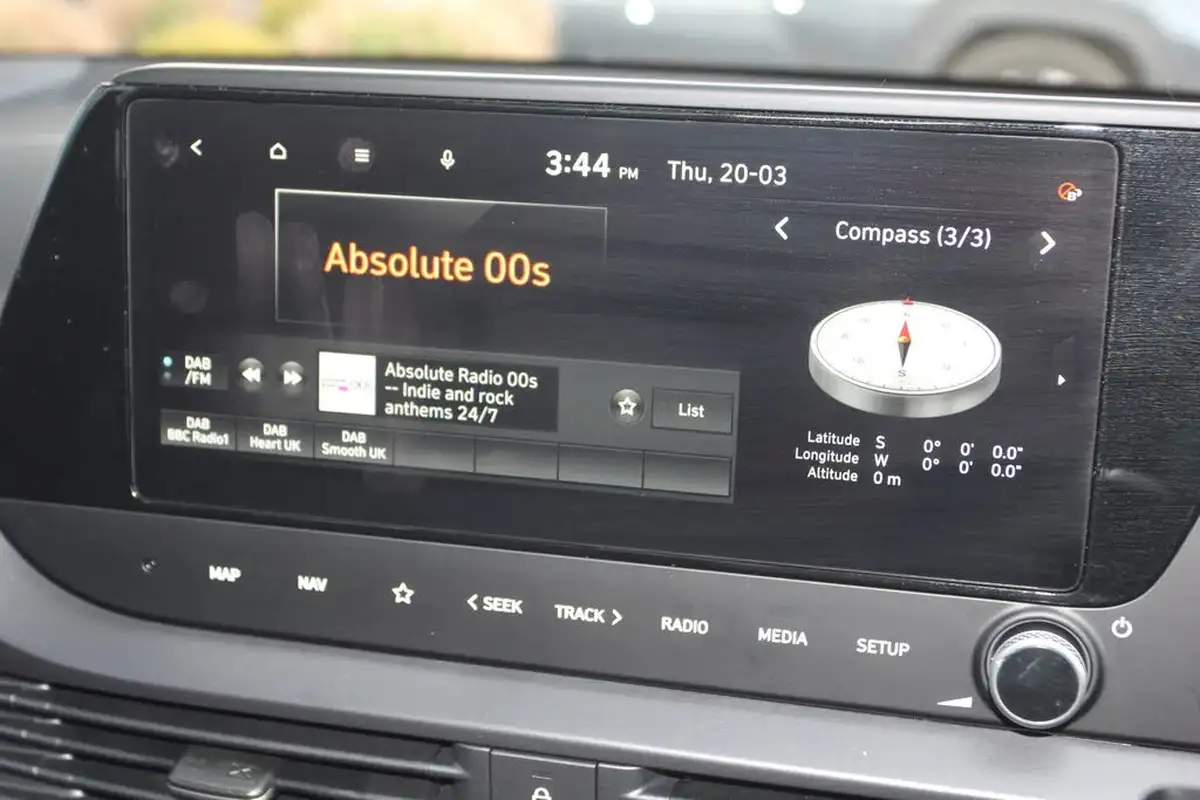 3:44 PM Thu, 20-03
Compass (3/3)
Absolute 00s
DAB
/FM
Absolute Radio 00s
-- Indie and rock
anthems 24/7
List
DAB
BBC Radio1
DAB
Heart UK
DAB
Smooth UK
S
Latitude S 0° 0' 0.0"
Longitude W 0° 0' 0.0"
Altitude 0 m
MAP
NAV
< SEEK
TRACK >
RADIO
MEDIA
SETUP